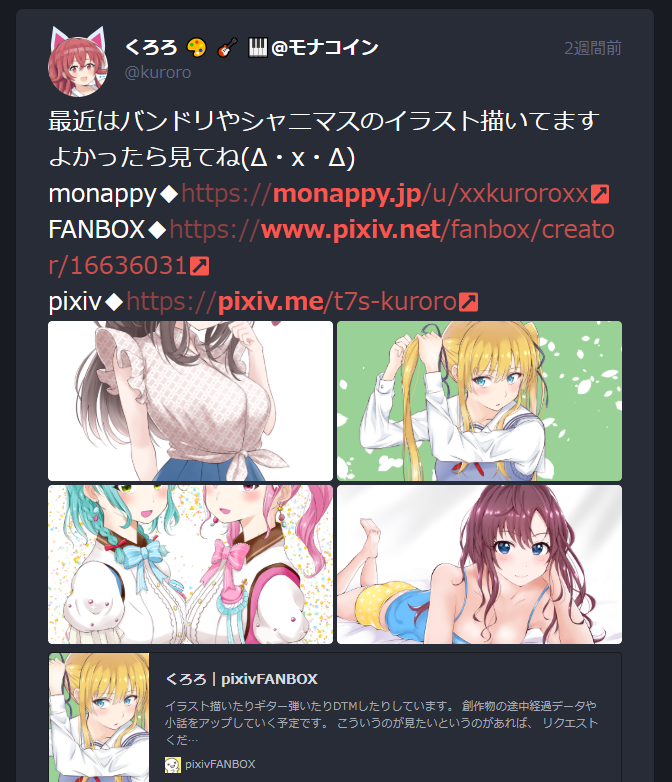 くろろ 🎨 🎸 🎹@モナコイン
2週間前
@kuroro
最近はバンドリやシャニマスのイラスト描いてます
よかったら見てね(Δ・x・Δ)
monappy◆https://monappy.jp/u/xxkuroroxx
FANBOX◆https://www.pixiv.net/fanbox/creato
r/16636031
pixiv◆https://pixiv.me/t7s-kuroro
くろろ | pixivFANBOX
イラスト描いたりギター弾いたりDTMしたりしています。 創作物の途中経過データや
小話をアップしていく予定です。 こういうのが見たいというのがあれば、 リクエスト
くだ…
pixivFANBOX